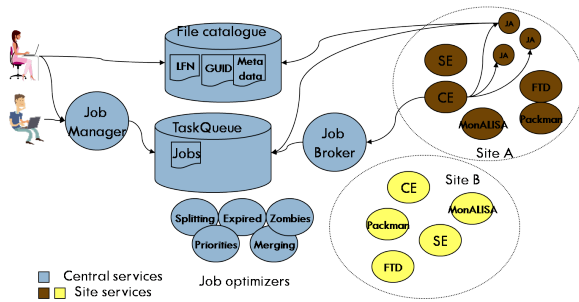 File catalogue
LFN
GUID
Meta
data
JA
JA
JA
SE
CE
FTD
MonALISA
Packman
Site A
Job
Manager
TaskQueue
Jobs
Job
Broker
Site B
CE
MonALISA
Packman
SE
FTD
Splitting
Expired
Zombies
Priorities
Merging
Job optimizers
Central services
Site services